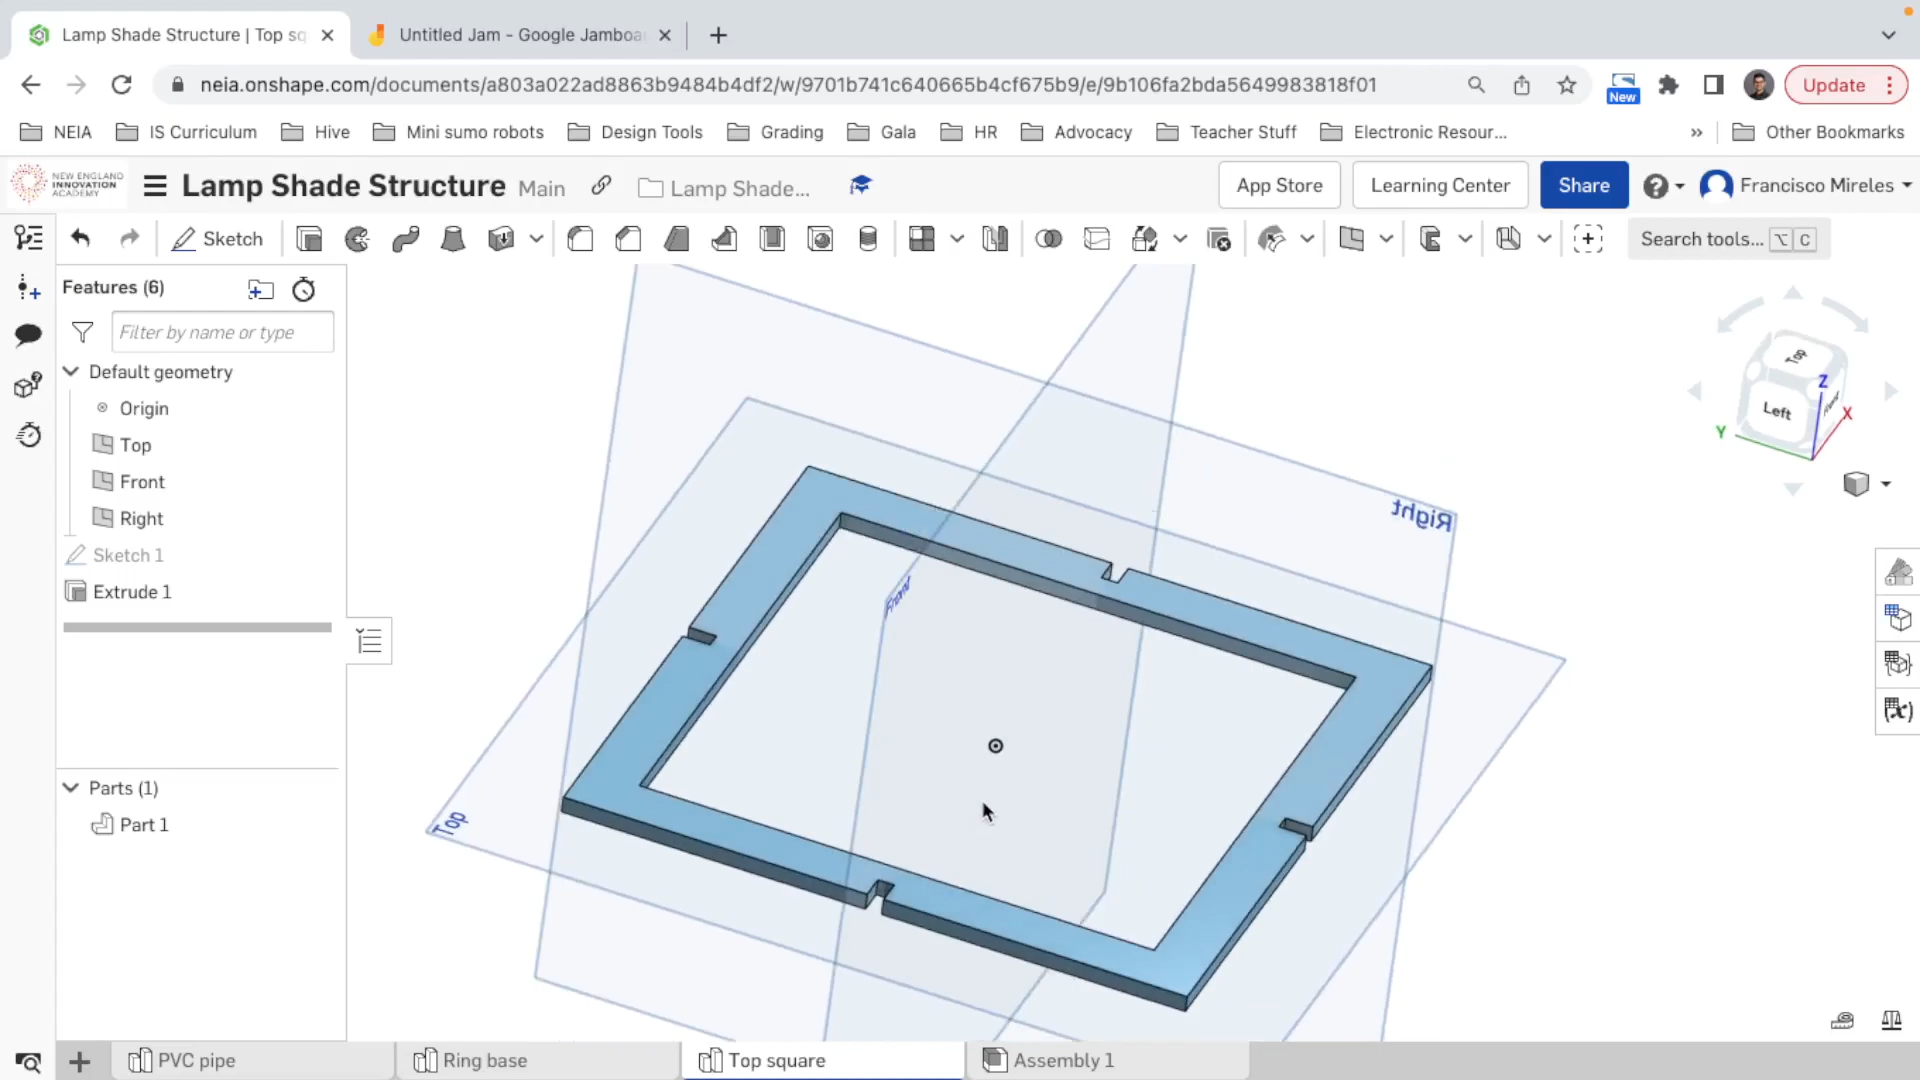 Lamp Shade Structure | Top sq
Untitled Jam - Google Jamboa
neia.onshape.com/documents/a803a022ad8863b9484b4df2/w/9701b741c640665b4cf675b9/e/9b106fa2bda5649983818f01
New
Update
NEIA
IS Curriculum
Hive
Mini sumo robots
Design Tools
Grading
Gala
HR
Advocacy
Teacher Stuff
Electronic Resour...
»
Other Bookmarks
NEW ENGLAND
INNOVATION
ACADEMY
Lamp Shade Structure Main
Lamp Shade...
App Store
Learning Center
Share
Francisco Mireles
Sketch
Search tools... ⌥ C
Features (6)
Filter by name or type
Default geometry
Origin
Top
Front
Right
Sketch 1
Extrude 1
Parts (1)
Part 1
Right
Front
Top
Top
Left
Front
Z
X
Y
(x)
PVC pipe
Ring base
Top square
Assembly 1